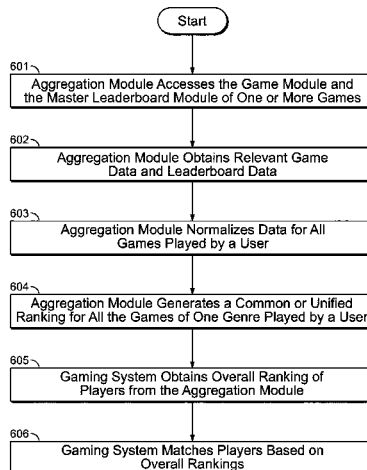 Start
601
Aggregation Module Accesses the Game Module and
the Master Leaderboard Module of One or More Games
602
Aggregation Module Obtains Relevant Game
Data and Leaderboard Data
603
Aggregation Module Normalizes Data for All
Games Played by a User
604
Aggregation Module Generates a Common or Unified
Ranking for All the Games of One Genre Played by a User
605
Gaming System Obtains Overall Ranking of
Players from the Aggregation Module
606
Gaming System Matches Players Based on
Overall Rankings